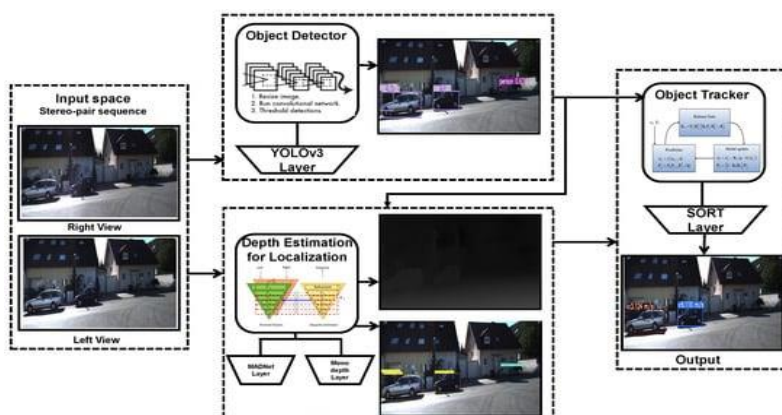 Input space
Stereo-pair sequence
Right View
Left View
Object Detector
1. Resize image.
2. Run convolutional network.
3. Threshold detections.
YOLOv3
Layer
Depth Estimation
for Localization
MADNet
Layer
Mono
depth
Layer
Object Tracker
SORT
Layer
Output